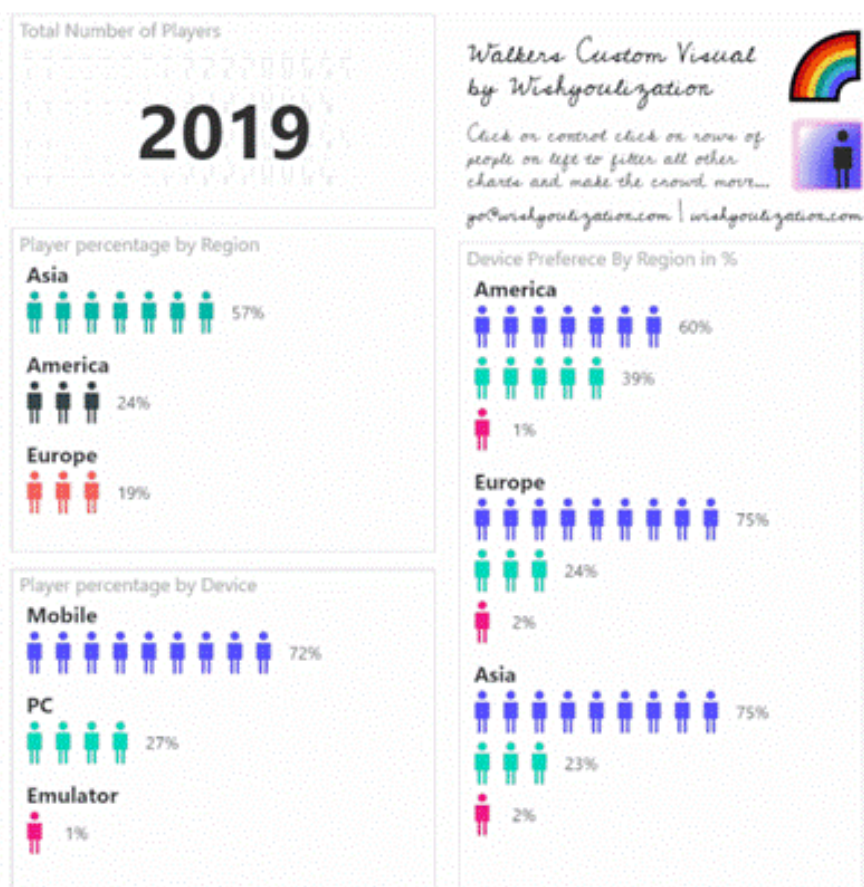 Total Number of Players
2019
Walkers Custom Visual
by Wishyoulization
Click or control click on rows of
people on left to filter all other
charts and make the crowd move...
yo@wishyoulization.com | wishyoulization.com
Player percentage by Region
Asia
57%
America
24%
Europe
19%
Player percentage by Device
Mobile
72%
PC
27%
Emulator
1%
Device Preferece By Region in %
America
60%
39%
1%
Europe
75%
24%
2%
Asia
75%
23%
2%